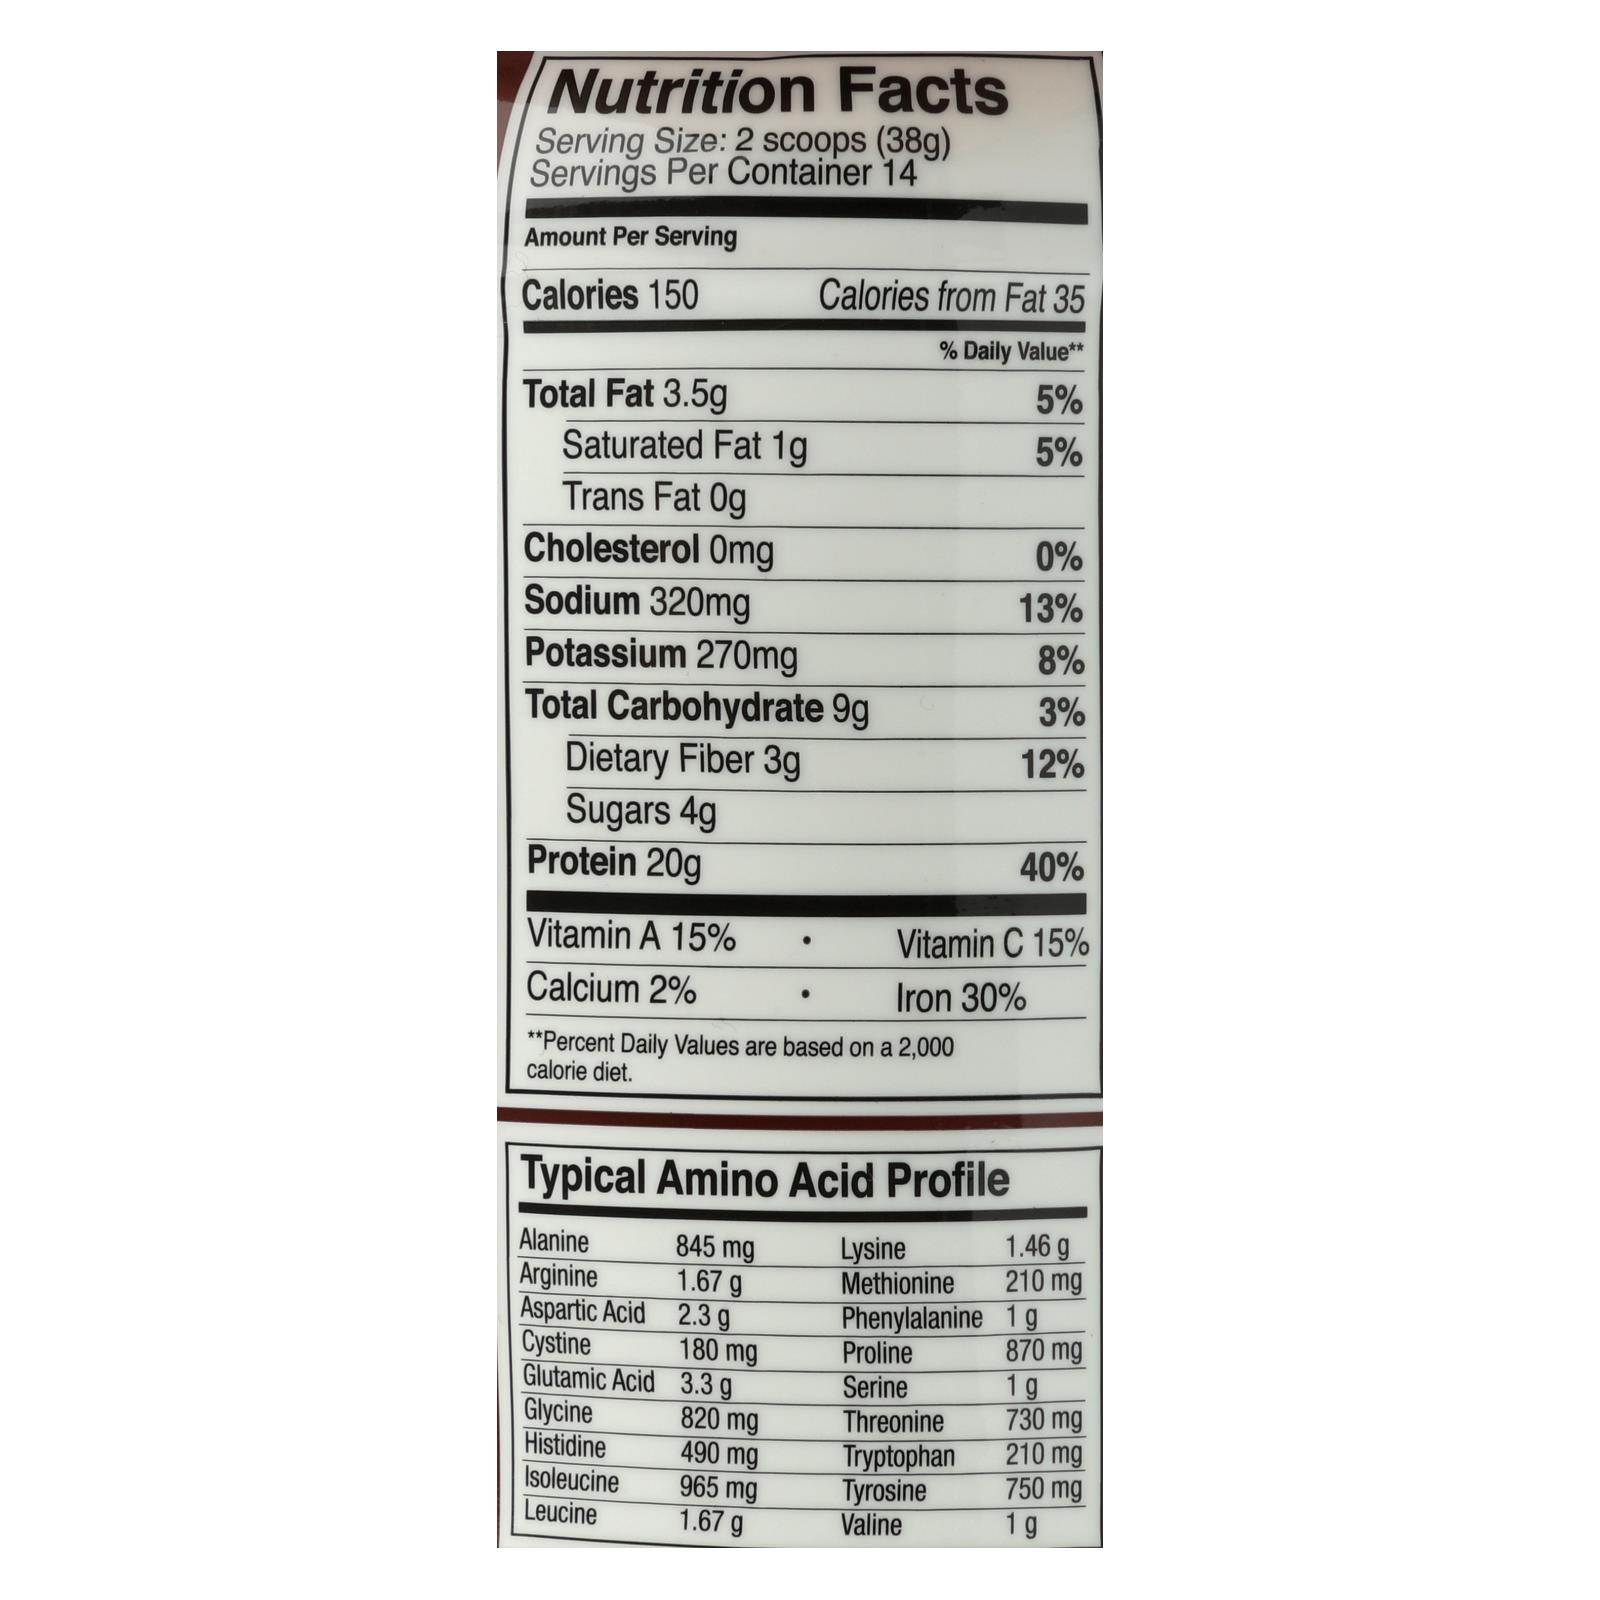 Nutrition Facts
Serving Size: 2 scoops (38g)
Servings Per Container 14
Amount Per Serving
Calories 150 Calories from Fat 35
% Daily Value**
Total Fat 3.5g 5%
Saturated Fat 1g 5%
Trans Fat 0g
Cholesterol 0mg 0%
Sodium 320mg 13%
Potassium 270mg 8%
Total Carbohydrate 9g 3%
Dietary Fiber 3g 12%
Sugars 4g
Protein 20g 40%
Vitamin A 15% • Vitamin C 15%
Calcium 2% • Iron 30%
**Percent Daily Values are based on a 2,000
calorie diet.
Typical Amino Acid Profile
Alanine 845 mg Lysine 1.46 g
Arginine 1.67 g Methionine 210 mg
Aspartic Acid 2.3 g Phenylalanine 1 g
Cystine 180 mg Proline 870 mg
Glutamic Acid 3.3 g Serine 1 g
Glycine 820 mg Threonine 730 mg
Histidine 490 mg Tryptophan 210 mg
Isoleucine 965 mg Tyrosine 750 mg
Leucine 1.67 g Valine 1 g